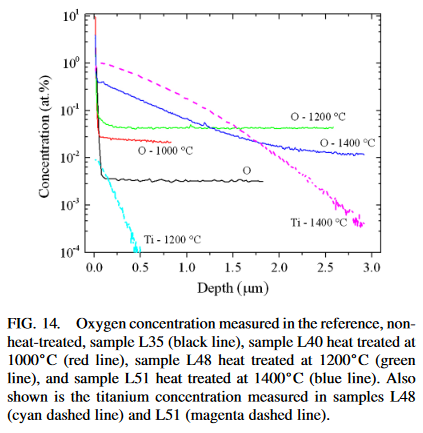 10¹
10⁰
10⁻¹
10⁻²
10⁻³
10⁻⁴
Concentration (at.%)
O - 1200 °C
O - 1400 °C
O - 1000 °C
O
Ti - 1400 °C
Ti - 1200 °C
0.0 0.5 1.0 1.5 2.0 2.5 3.0
Depth (μm)
FIG. 14. Oxygen concentration measured in the reference, non-
heat-treated, sample L35 (black line), sample L40 heat treated at
1000°C (red line), sample L48 heat treated at 1200°C (green
line), and sample L51 heat treated at 1400°C (blue line). Also
shown is the titanium concentration measured in samples L48
(cyan dashed line) and L51 (magenta dashed line).